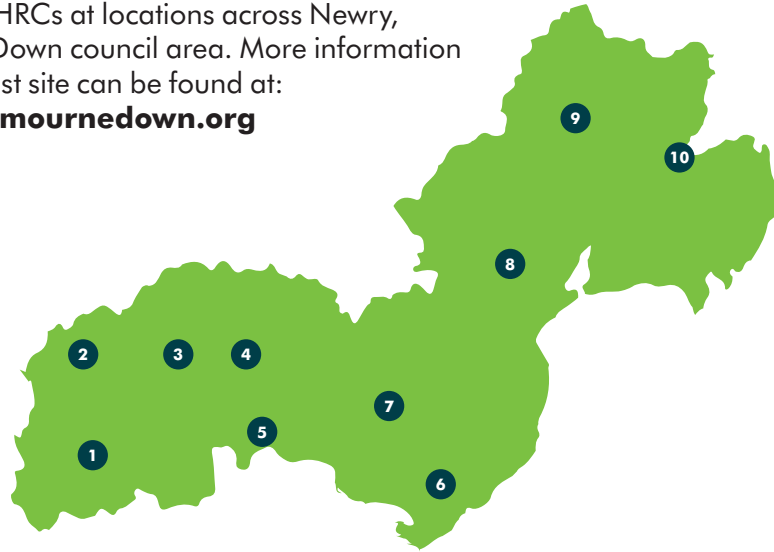 HRCs at locations across Newry,
Down council area. More information
st site can be found at:
mournedown.org
9
10
8
2
3
4
7
5
1
6